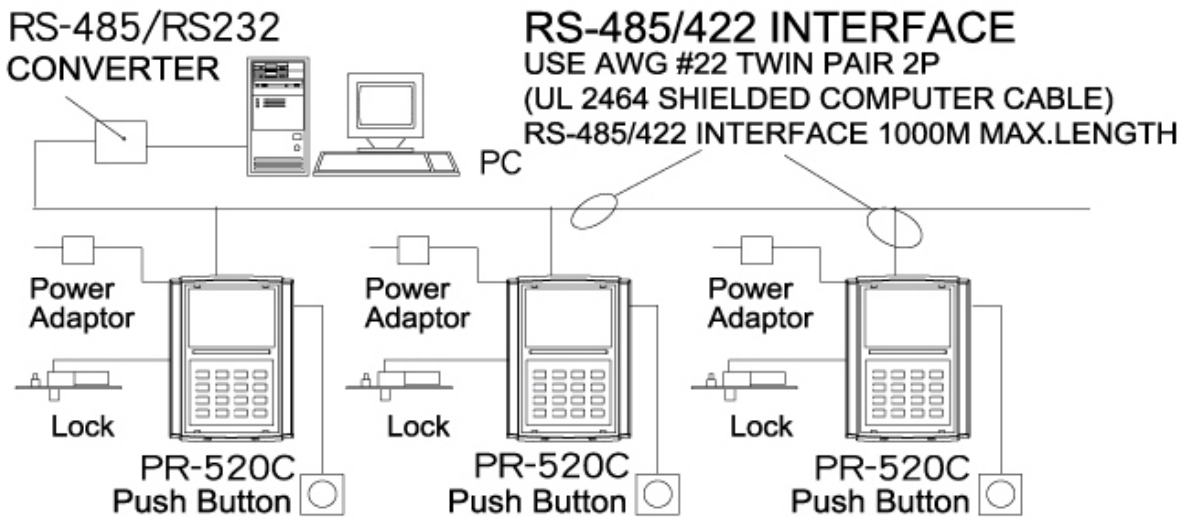 RS-485/RS232
CONVERTER
RS-485/422 INTERFACE
USE AWG #22 TWIN PAIR 2P
(UL 2464 SHIELDED COMPUTER CABLE)
RS-485/422 INTERFACE 1000M MAX.LENGTH
PC
Power
Adaptor
Lock
PR-520C
Push Button
Power
Adaptor
Lock
PR-520C
Push Button
Power
Adaptor
Lock
PR-520C
Push Button